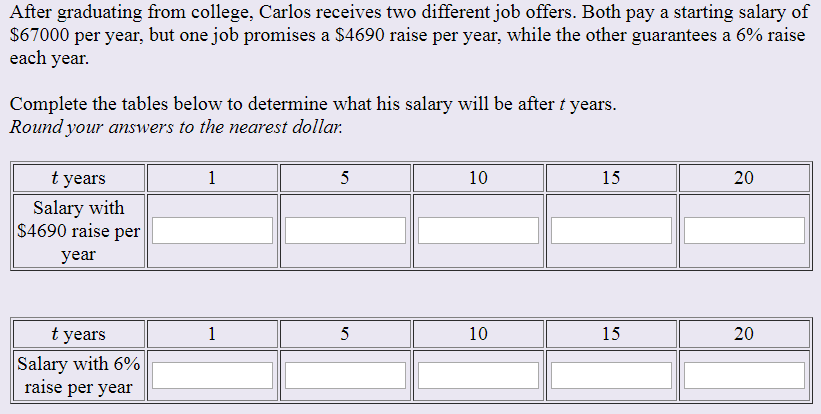 After graduating from college, Carlos receives two different job offers. Both pay a starting salary of
$67000 per year, but one job promises a $4690 raise per year, while the other guarantees a 6% raise
each year.
Complete the tables below to determine what his salary will be after t years.
Round your answers to the nearest dollar.
t years 1 5 10 15 20
Salary with
$4690 raise per
year
t years 1 5 10 15 20
Salary with 6%
raise per year